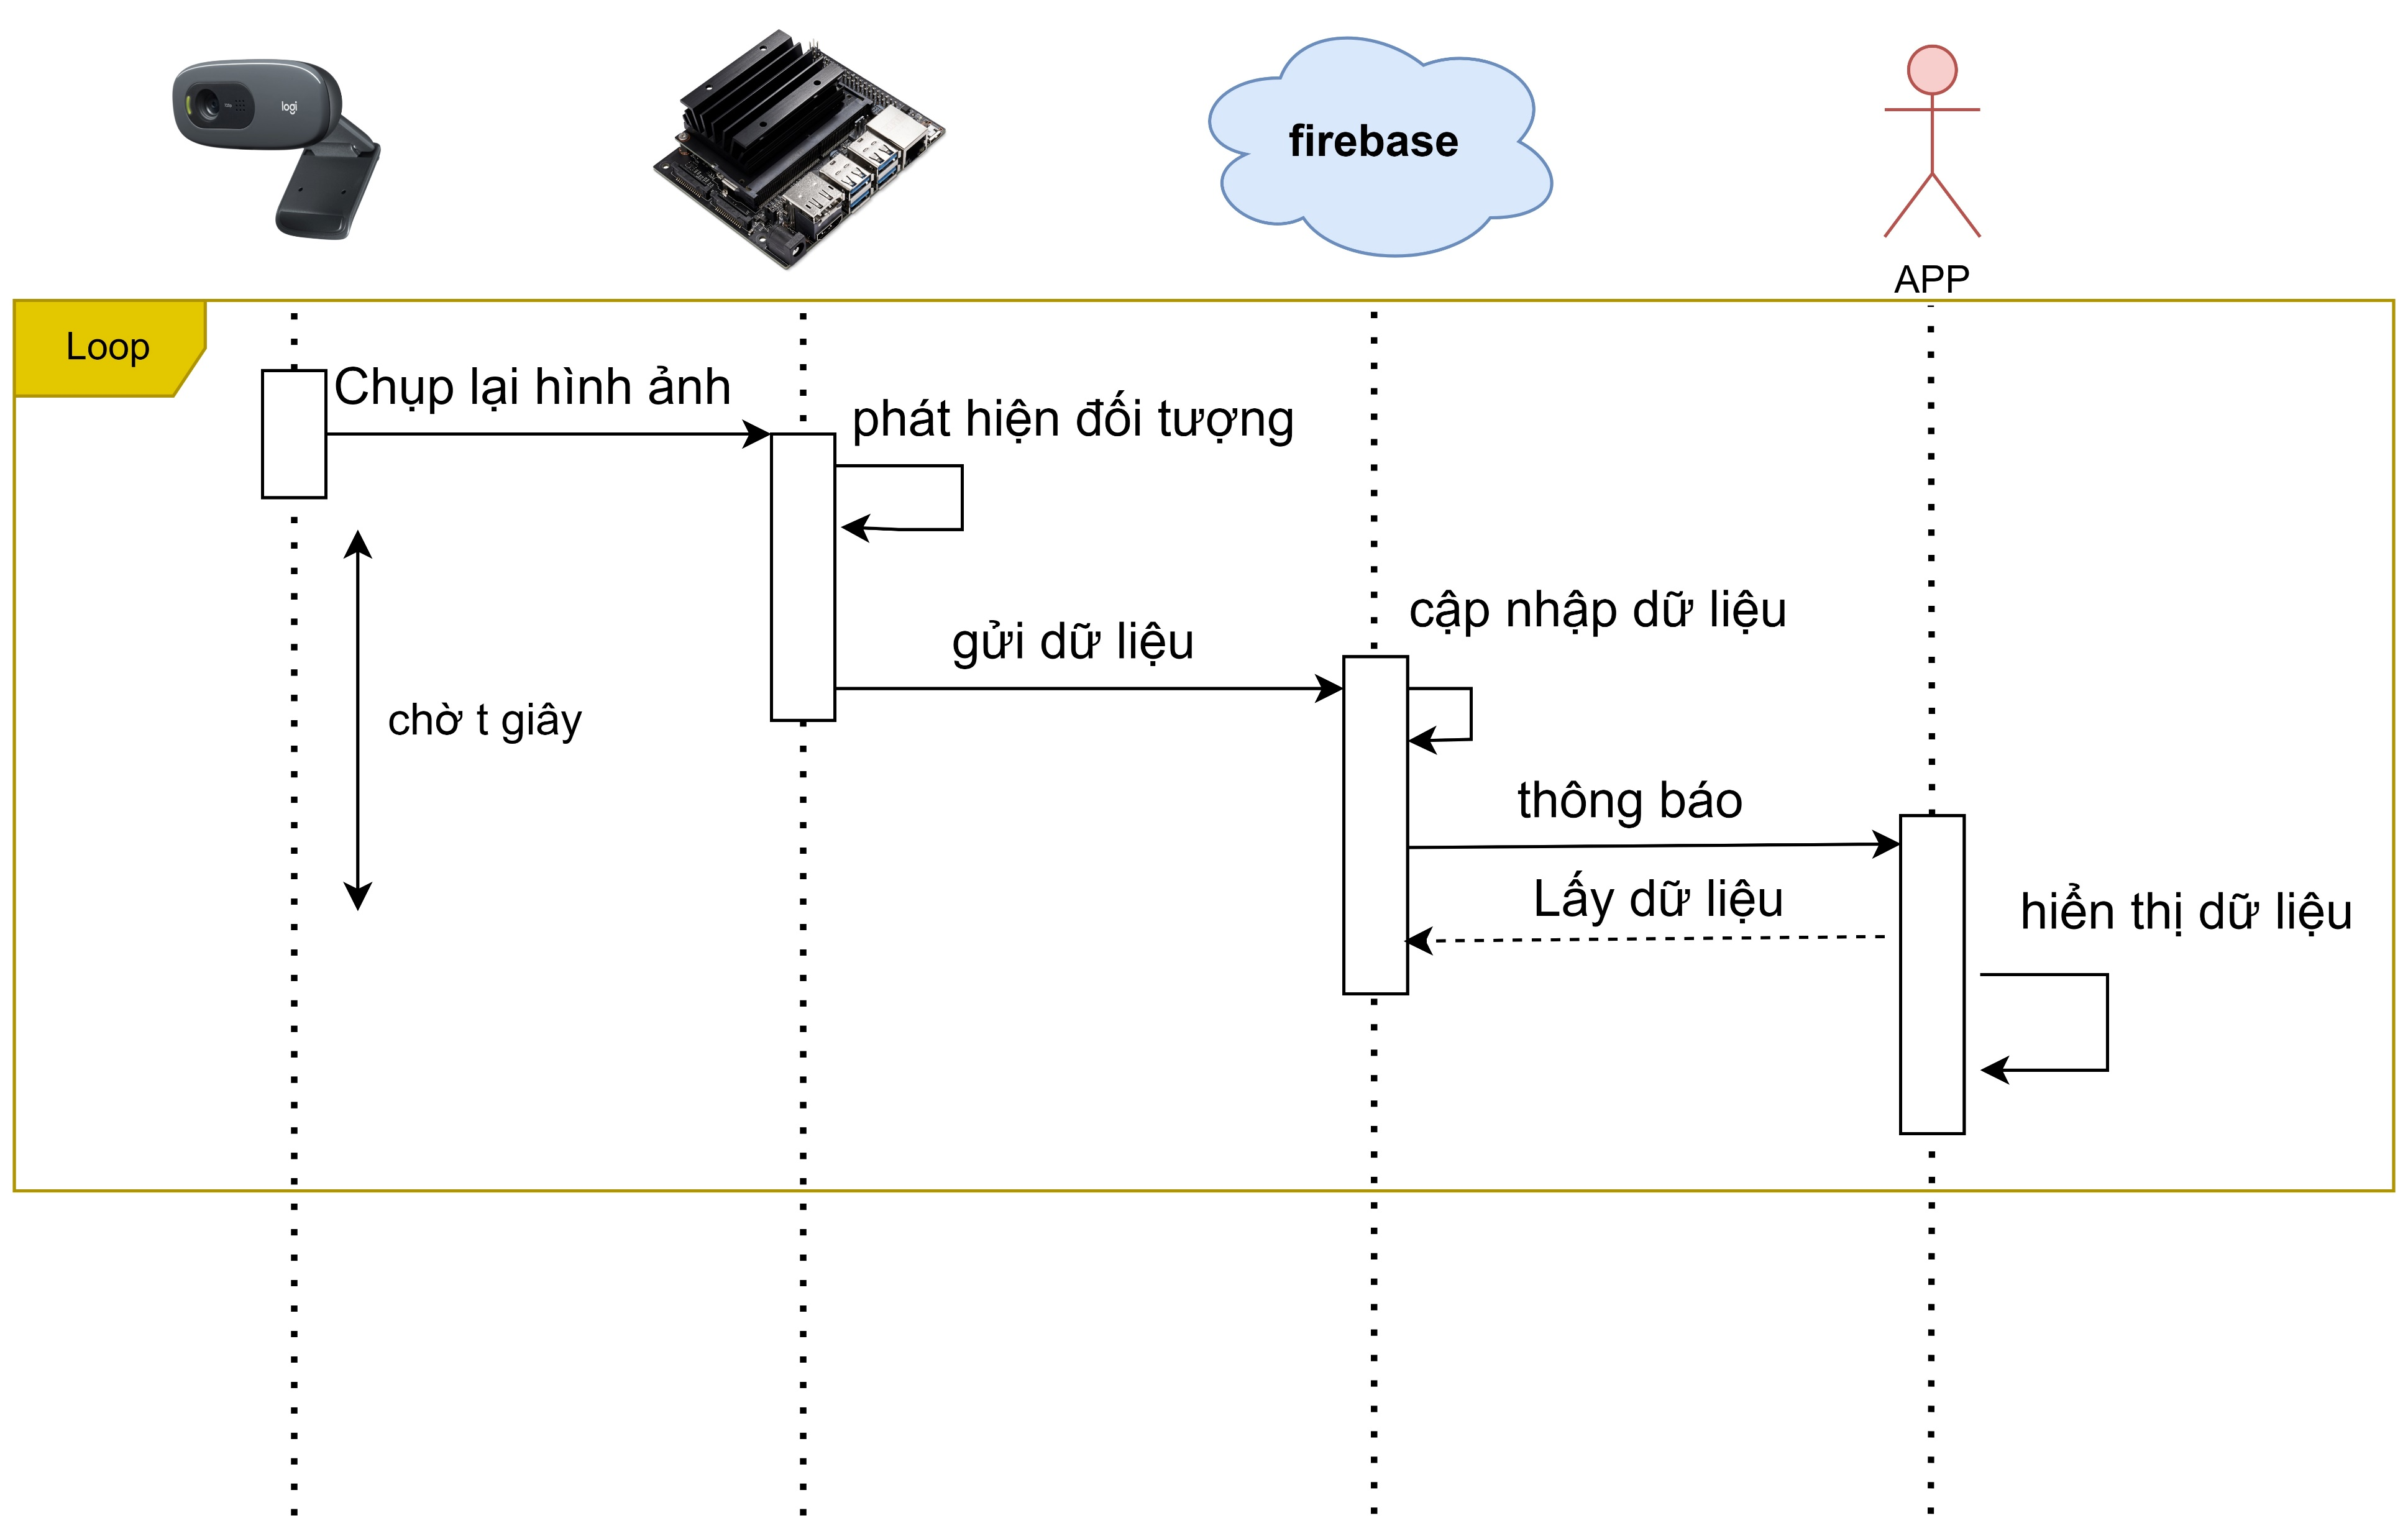 logi
firebase
APP
Loop
Chụp lại hình ảnh
phát hiện đối tượng
cập nhập dữ liệu
gửi dữ liệu
chờ t giây
thông báo
Lấy dữ liệu
hiển thị dữ liệu